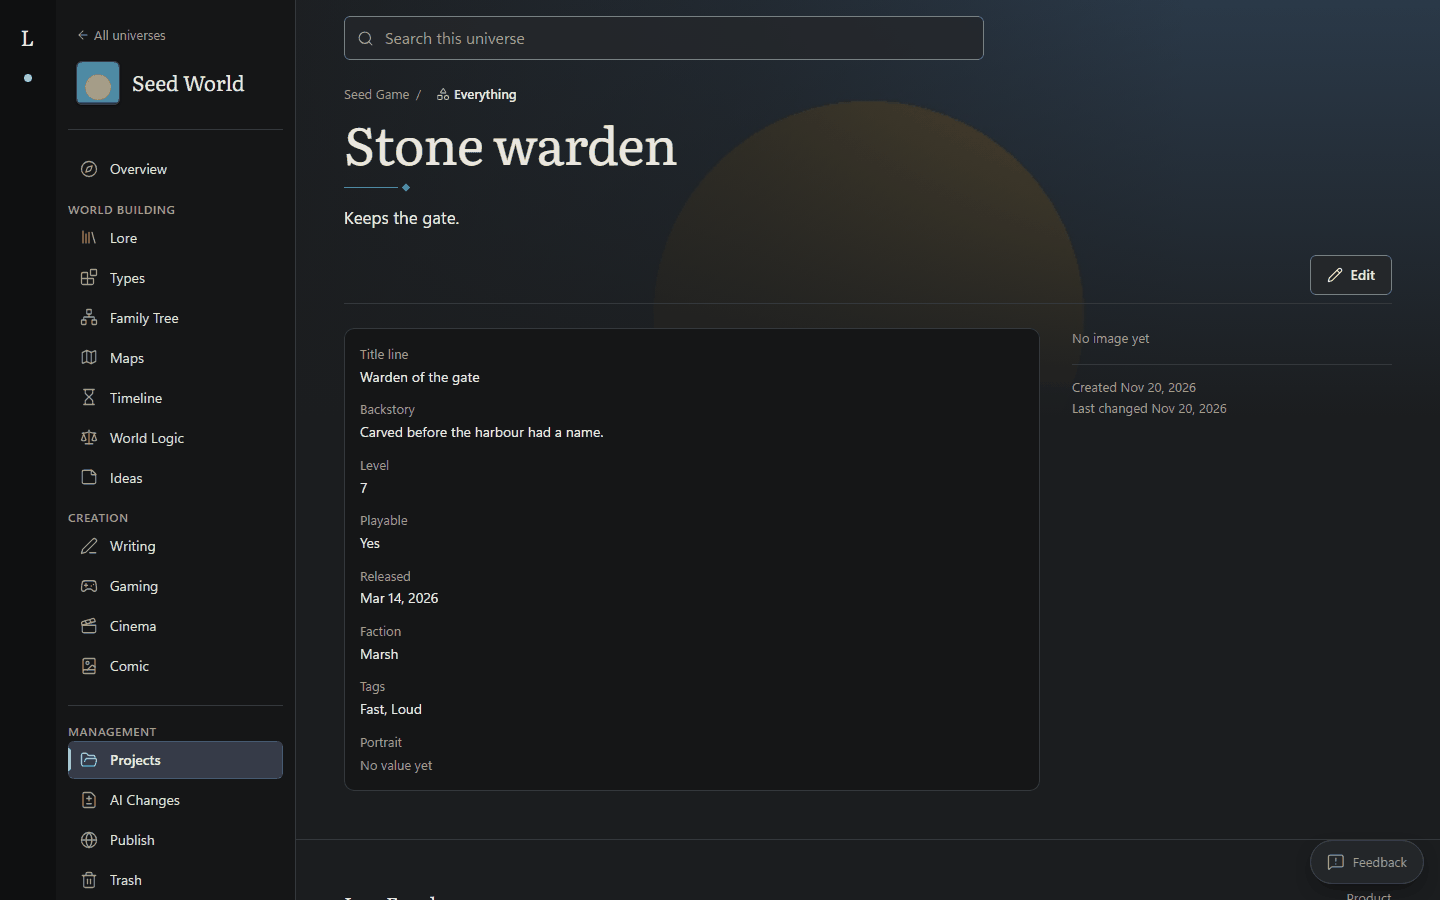 L
All universes
Seed World
Overview
WORLD BUILDING
Lore
Types
Family Tree
Maps
Timeline
World Logic
Ideas
CREATION
Writing
Gaming
Cinema
Comic
MANAGEMENT
Projects
AI Changes
Publish
Trash
Search this universe
Seed Game / Everything
Stone warden
Keeps the gate.
Edit
Title line
Warden of the gate
Backstory
Carved before the harbour had a name.
Level
7
Playable
Yes
Released
Mar 14, 2026
Faction
Marsh
Tags
Fast, Loud
Portrait
No value yet
No image yet
Created Nov 20, 2026
Last changed Nov 20, 2026
Feedback
Product